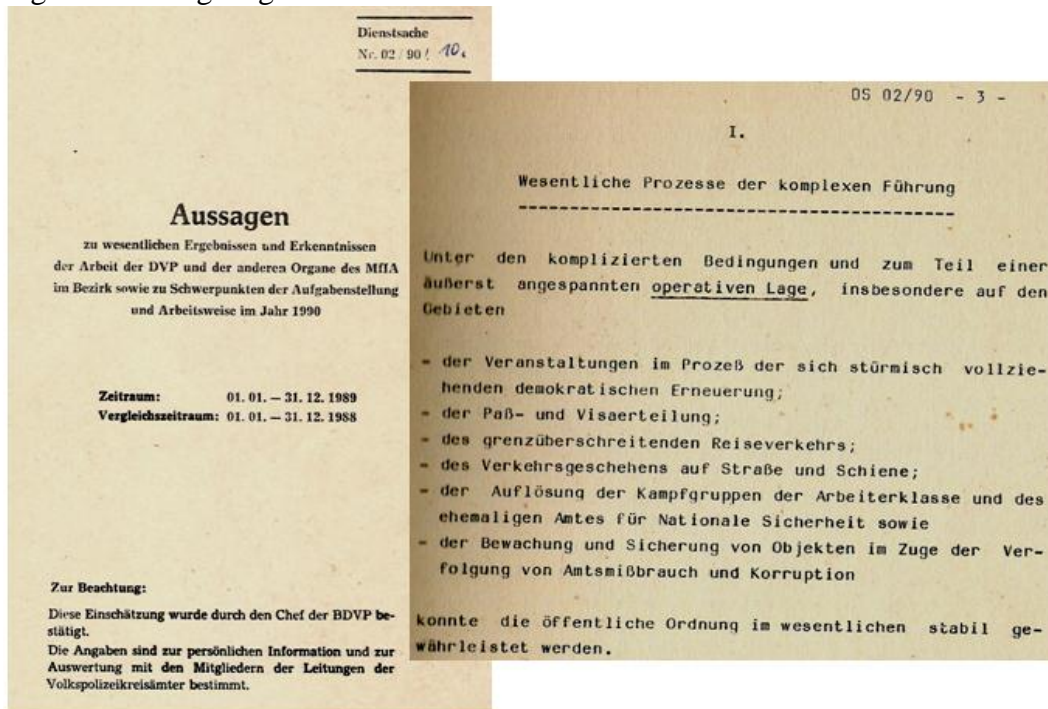 Dienstsache
Nr. 02 / 90 / 10.
Aussagen
zu wesentlichen Ergebnissen und Erkenntnissen
der Arbeit der DVP und der anderen Organe des MfIA
im Bezirk sowie zu Schwerpunkten der Aufgabenstellung
und Arbeitsweise im Jahr 1990
Zeitraum: 01. 01. – 31. 12. 1989
Vergleichszeitraum: 01. 01. – 31. 12. 1988
Zur Beachtung:
Diese Einschätzung wurde durch den Chef der BDVP be-
stätigt.
Die Angaben sind zur persönlichen Information und zur
Auswertung mit den Mitgliedern der Leitungen der
Volkspolizeikreisämter bestimmt.
DS 02/90 - 3 -
I.
Wesentliche Prozesse der komplexen Führung
Unter den komplizierten Bedingungen und zum Teil einer
äußerst angespannten operativen Lage, insbesondere auf den
Gebieten
- der Veranstaltungen im Prozeß der sich stürmisch vollzie-
henden demokratischen Erneuerung;
- der Paß- und Visaerteilung;
- des grenzüberschreitenden Reiseverkehrs;
- des Verkehrsgeschehens auf Straße und Schiene;
- der Auflösung der Kampfgruppen der Arbeiterklasse und des
ehemaligen Amtes für Nationale Sicherheit sowie
- der Bewachung und Sicherung von Objekten im Zuge der Ver-
folgung von Amtsmißbrauch und Korruption
konnte die öffentliche Ordnung im wesentlichen stabil ge-
währleistet werden.